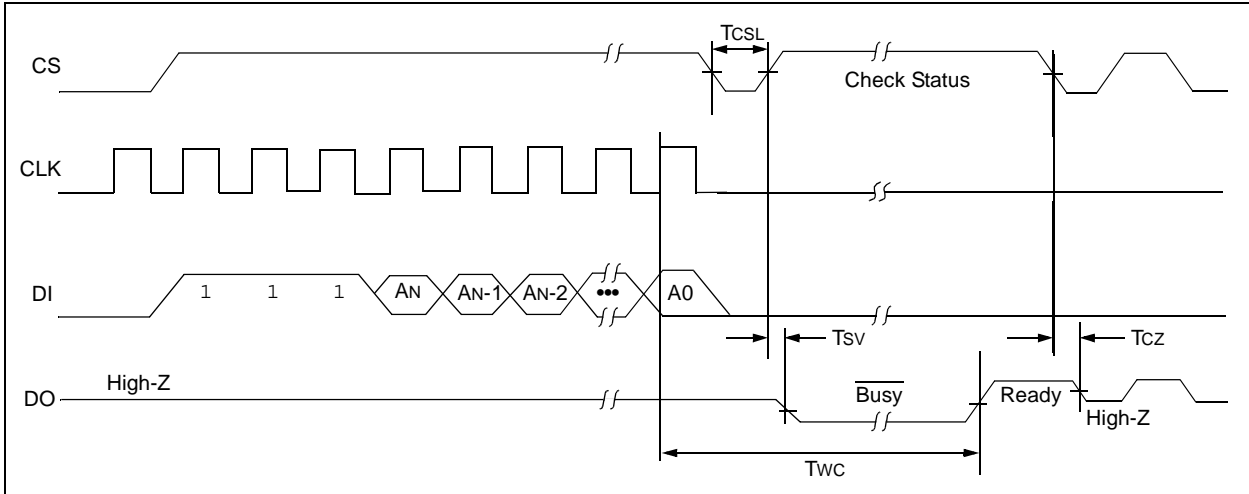 TCSL
CS
Check Status
CLK
DI
1 1 1 AN AN-1 AN-2 ••• A0
TSV
TCZ
High-Z
DO
Busy
Ready
High-Z
TWC